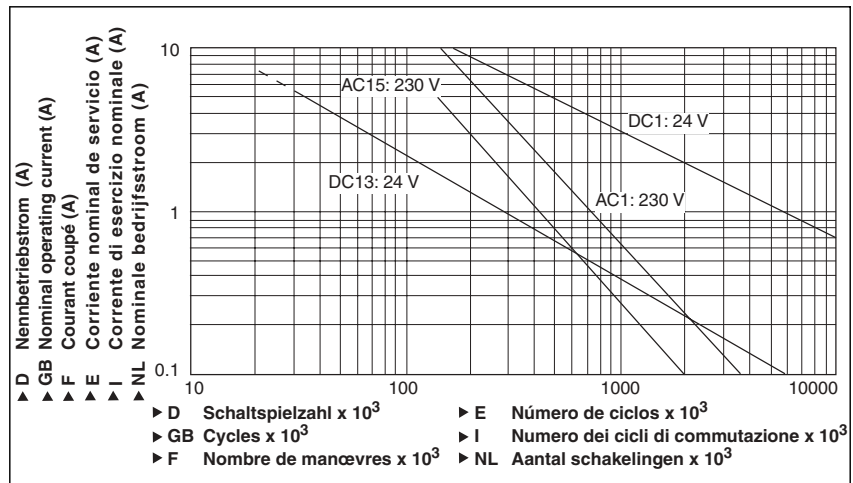 ▶ D Nennbetriebstrom (A)
▶ GB Nominal operating current (A)
▶ F Courant coupé (A)
▶ E Corriente nominal de servicio (A)
▶ I Corrente di esercizio nominale (A)
▶ NL Nominale bedrijfsstroom (A)
10
1
0.1
AC15: 230 V
DC1: 24 V
DC13: 24 V
AC1: 230 V
10 100 1000 10000
▶ D Schaltspielzahl x 10³ ▶ E Número de ciclos x 10³
▶ GB Cycles x 10³ ▶ I Numero dei cicli di commutazione x 10³
▶ F Nombre de manœvres x 10³ ▶ NL Aantal schakelingen x 10³